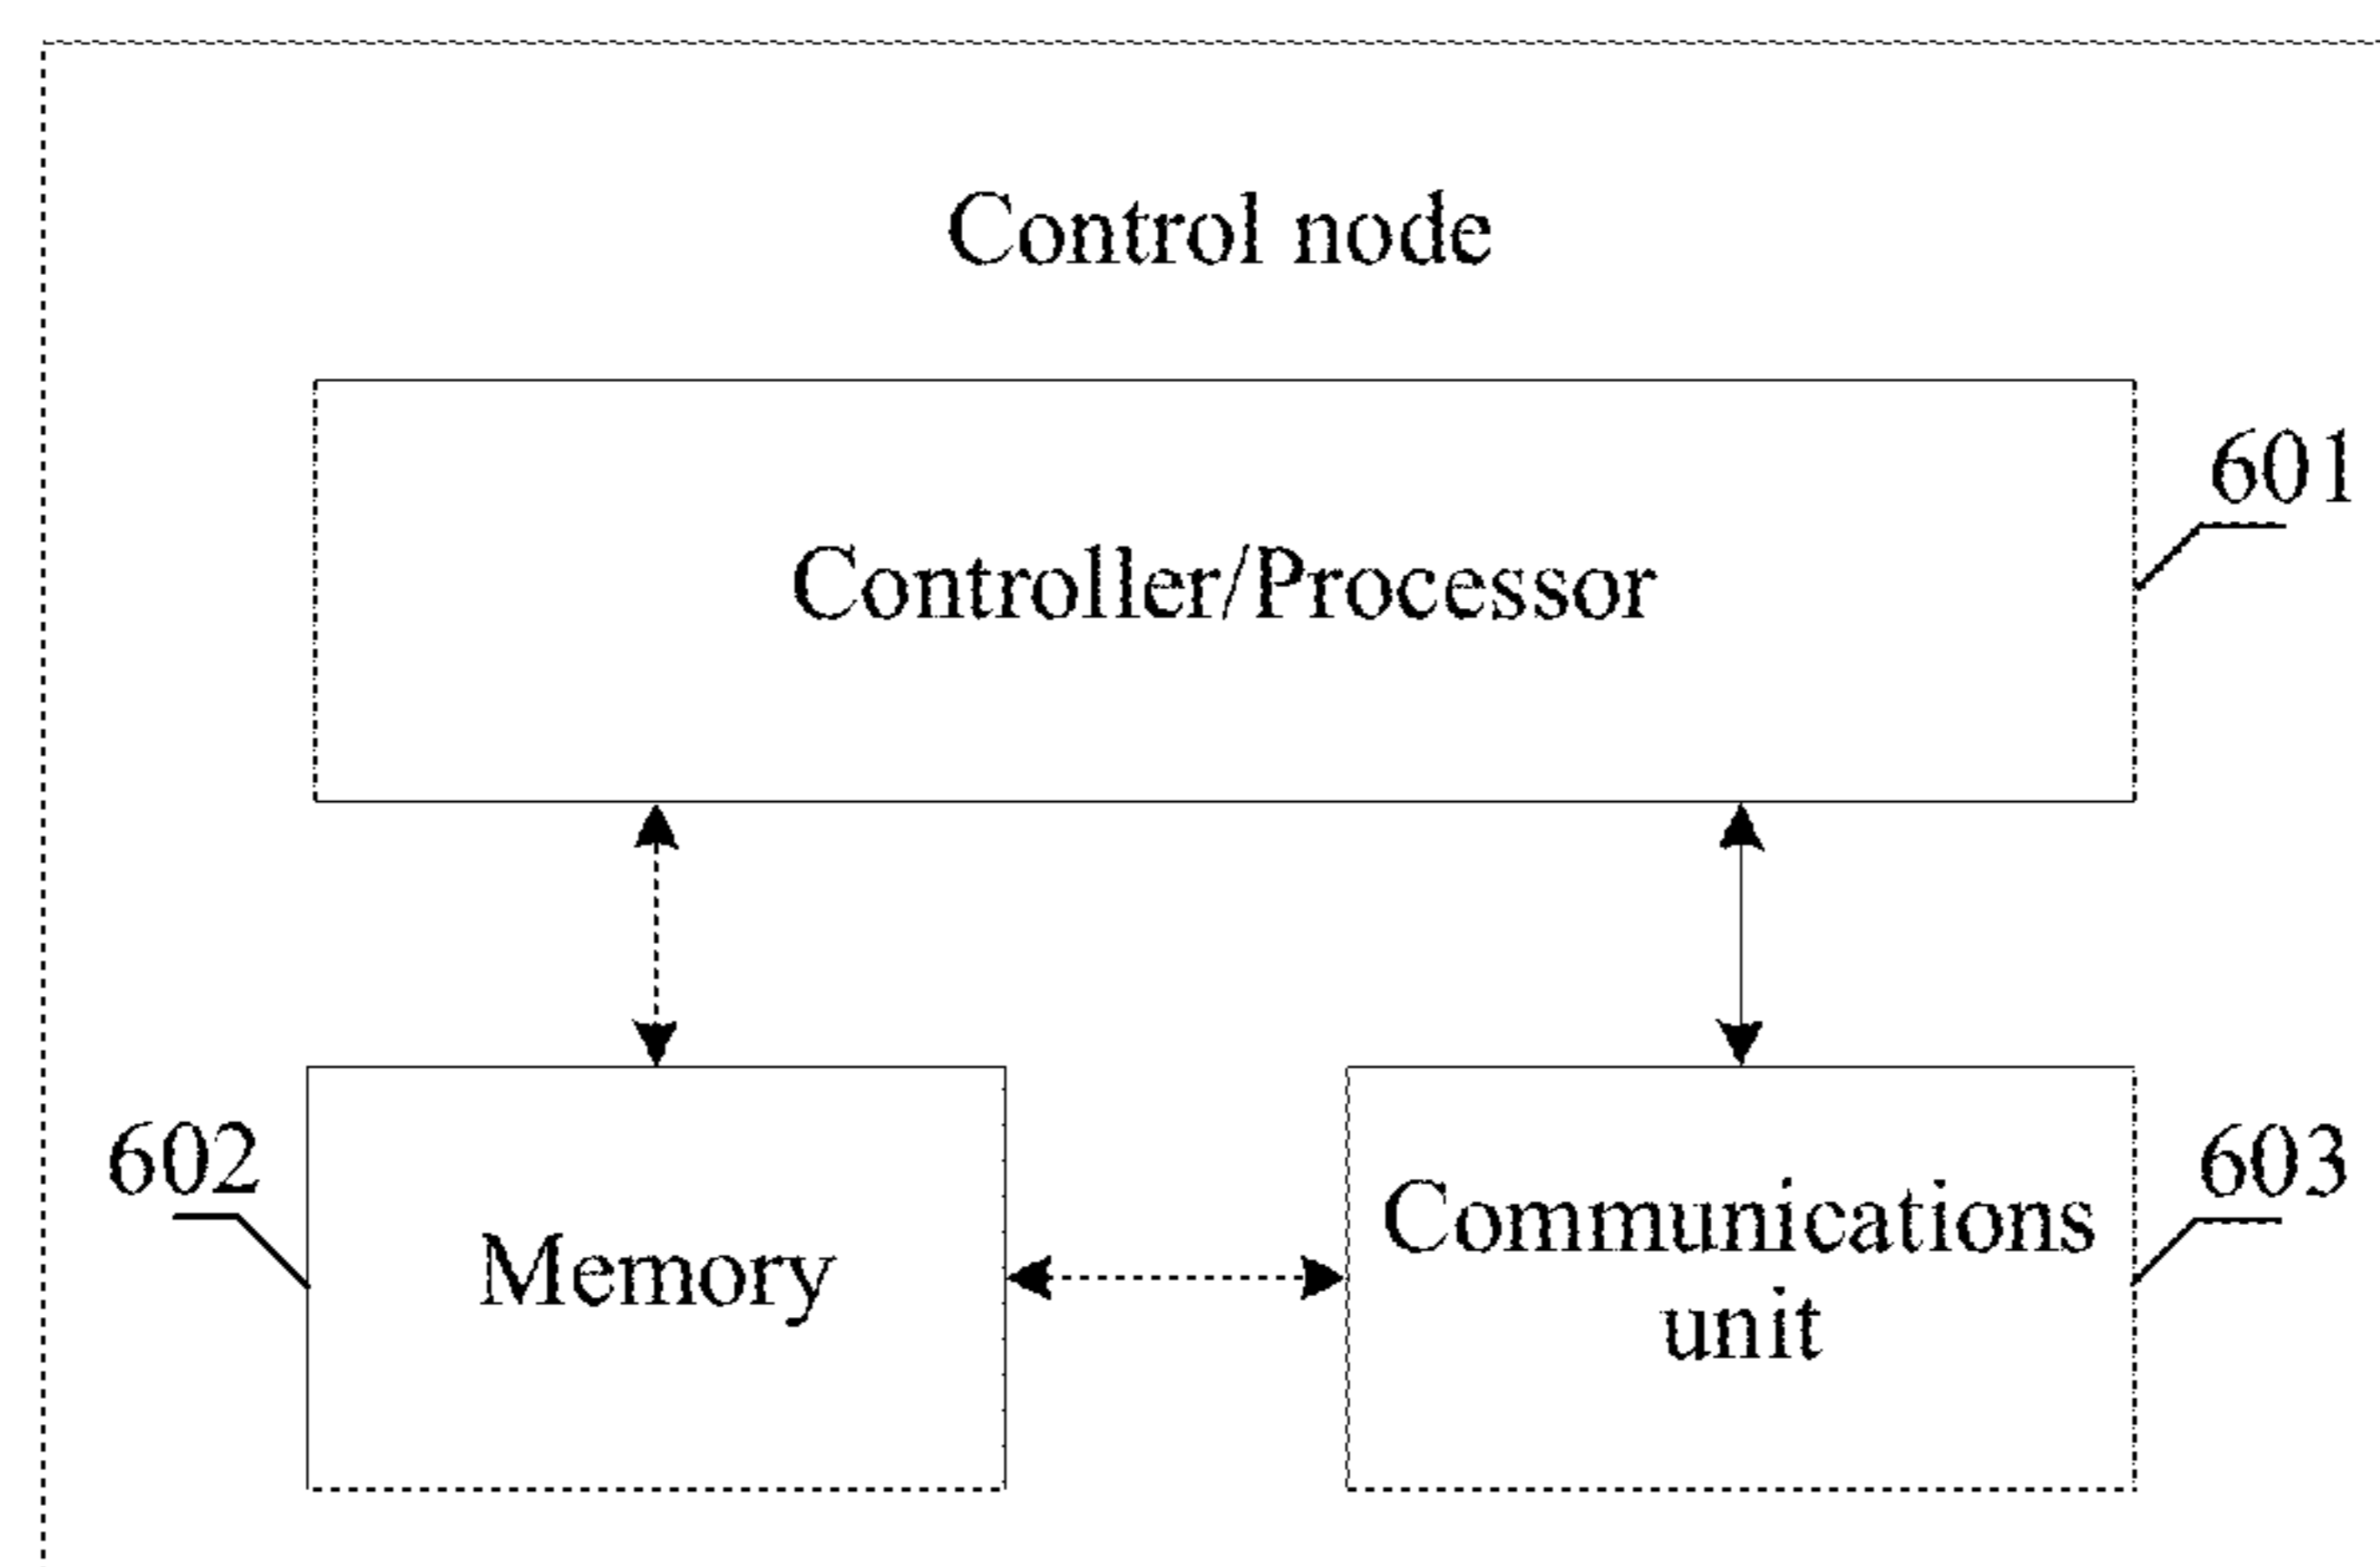 Control node
Controller/Processor
601
602
Memory
Communications
unit
603